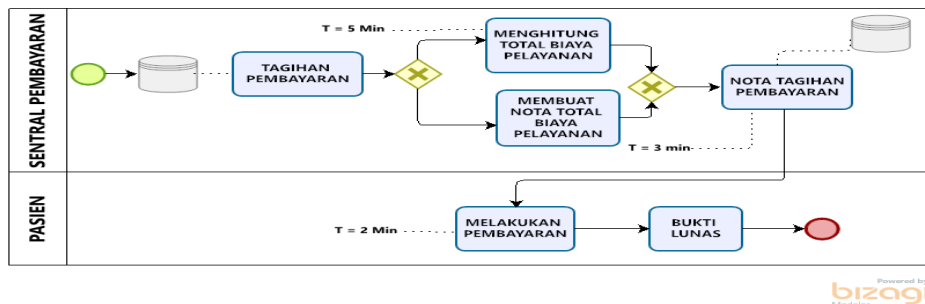 SENTRAL PEMBAYARAN
T = 5 Min
TAGIHAN
PEMBAYARAN
MENGHITUNG
TOTAL BIAYA
PELAYANAN
MEMBUAT
NOTA TOTAL
BIAYA
PELAYANAN
NOTA TAGIHAN
PEMBAYARAN
T = 3 min
PASIEN
T = 2 Min
MELAKUKAN
PEMBAYARAN
BUKTI
LUNAS
Powered by
bizagi
Modeler